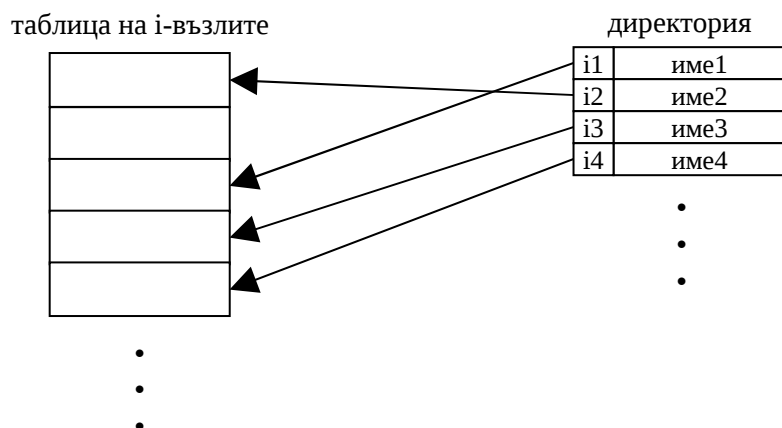 таблица на i-възлите
директория
i1 име1
i2 име2
i3 име3
i4 име4